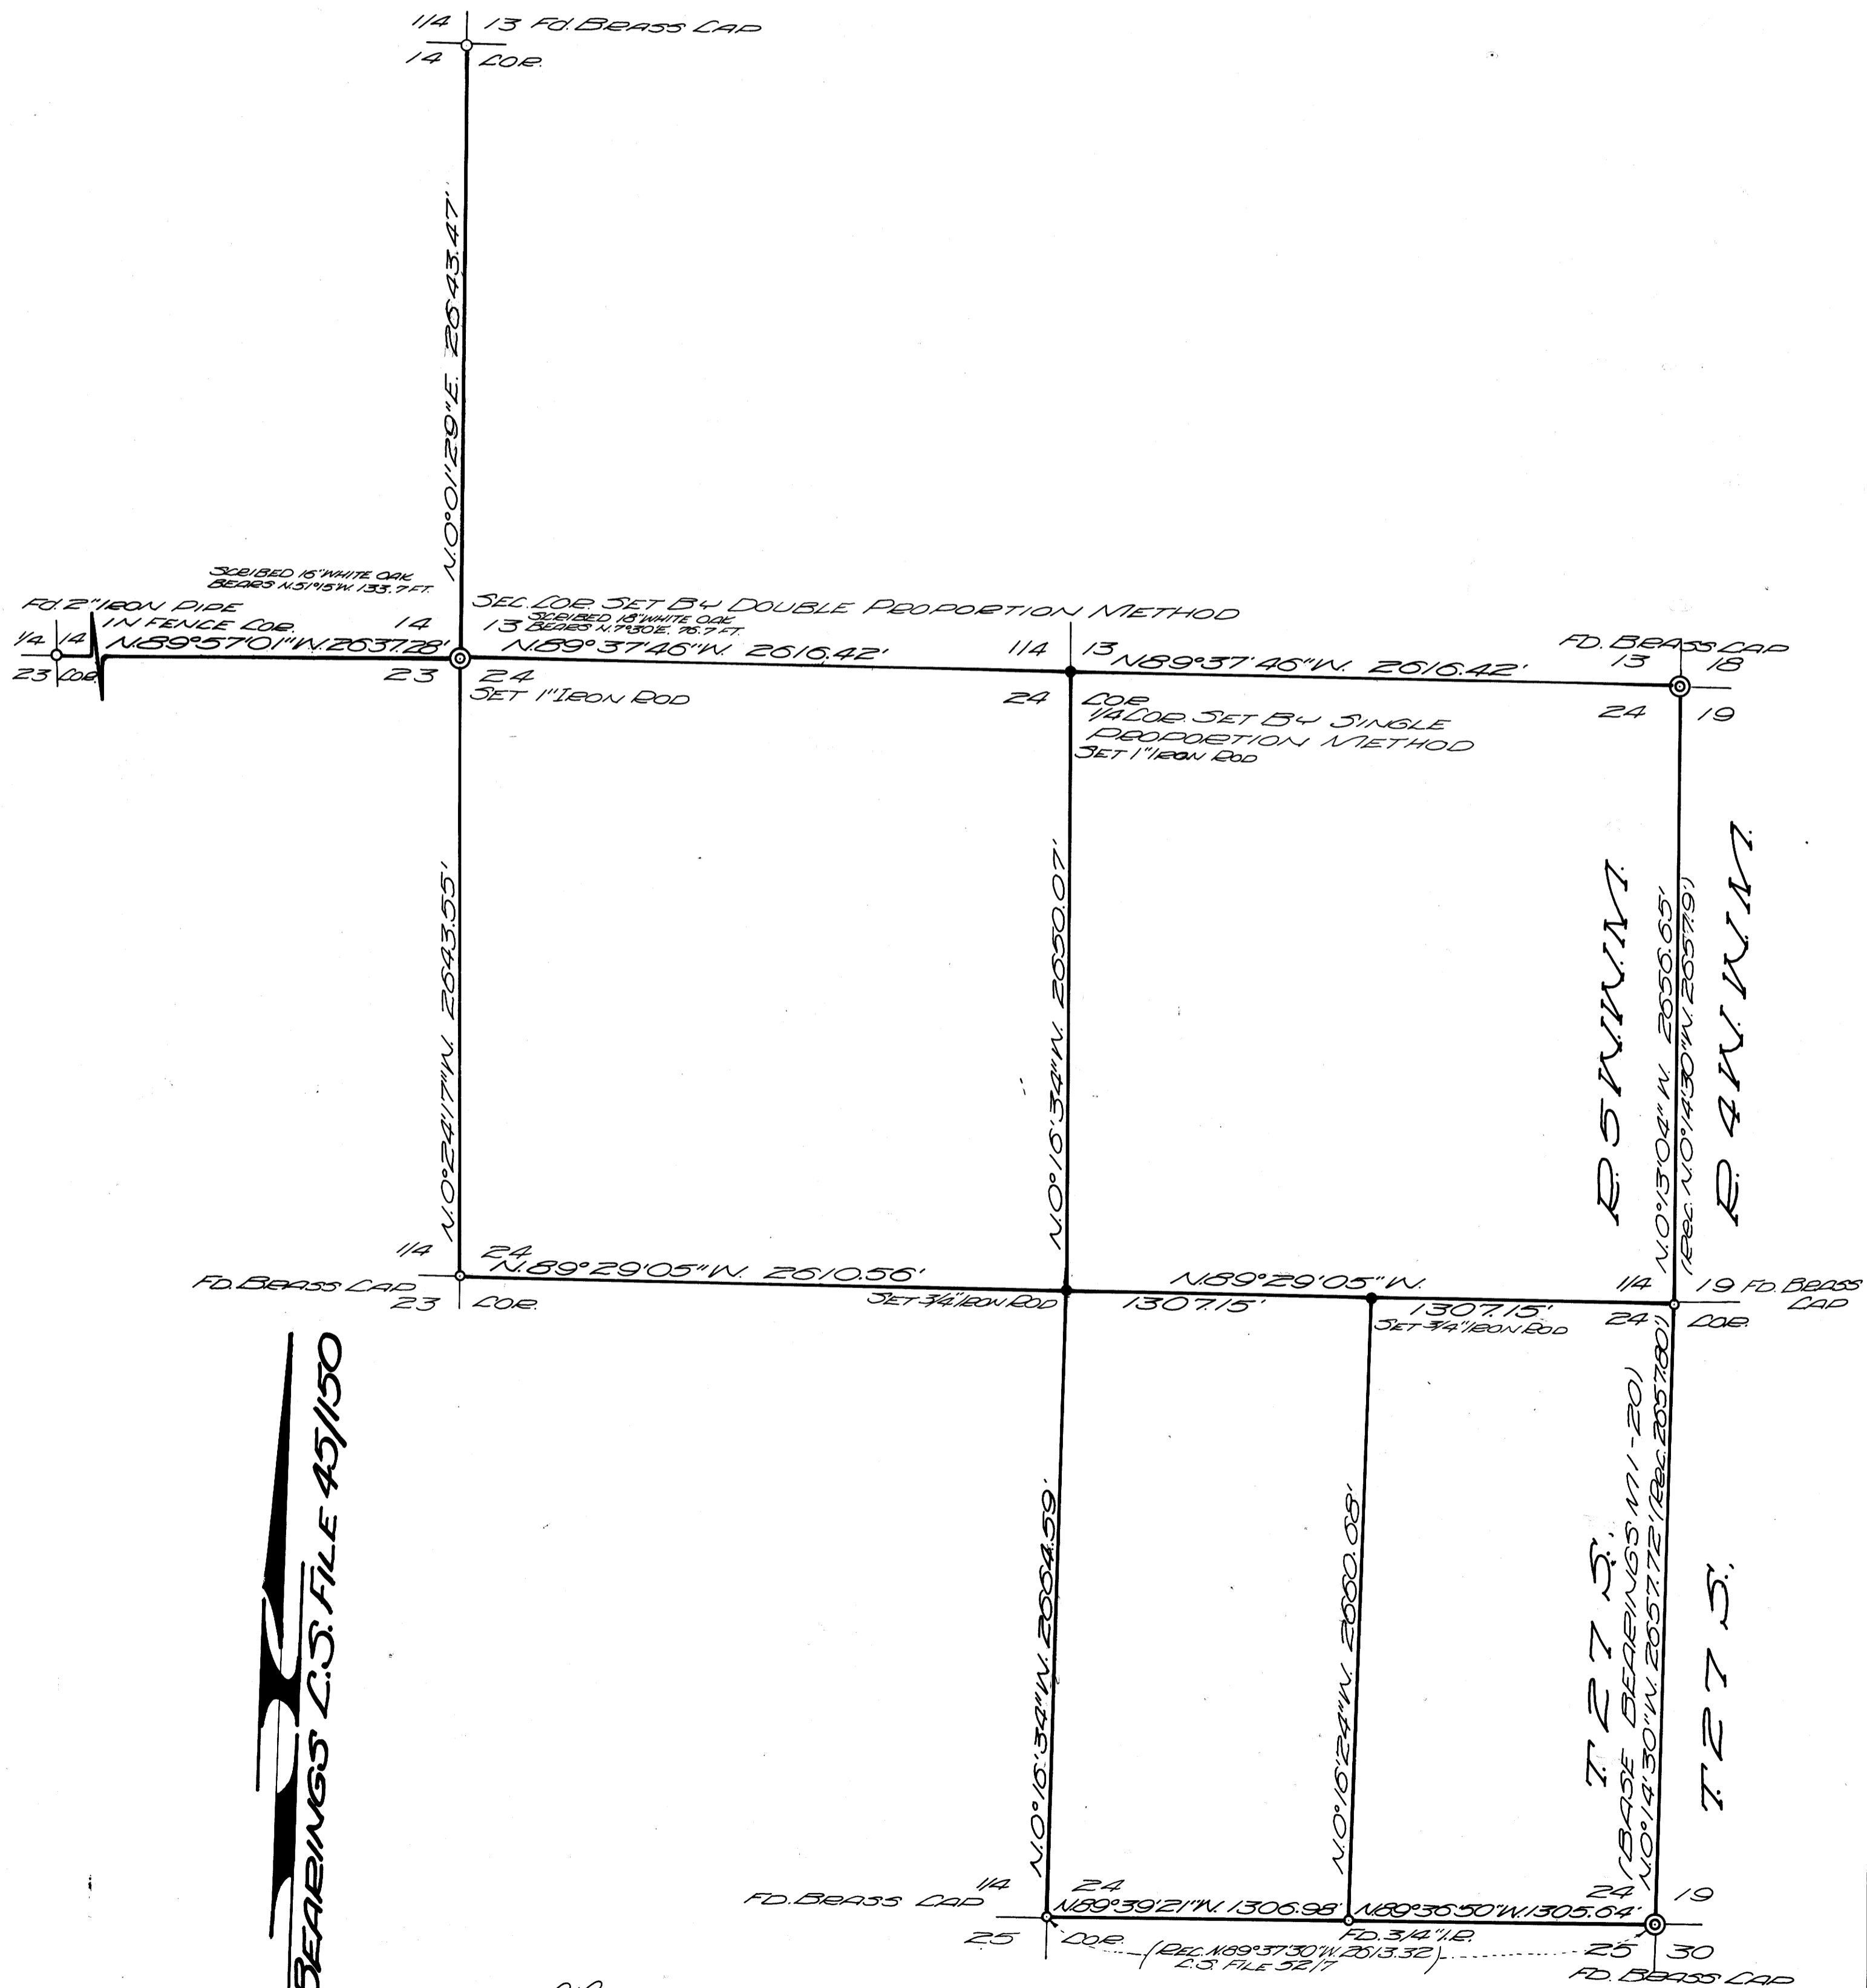 1/4 13 Fd. BRASS CAP
14 COR.
N.0°01'29"E. 2643.47'
SCRIBED 16" WHITE OAK
BEARS N.51°15'W. 133.7 FT.
Fd. 2" IRON PIPE
IN FENCE COR.
1/4 14
23 COR.
N.89°57'01"W. 2637.28'
14
23
SEC. COR. SET BY DOUBLE PROPORTION METHOD
SCRIBED 18" WHITE OAK
13 BEARS N.7°30'E. 76.7 FT.
N.89°37'46"W. 2616.42'
24
SET 1" IRON ROD
1/4 13
24 COR
N.89°37'46"W. 2616.42'
1/4 COR. SET BY SINGLE
PROPORTION METHOD
SET 1" IRON ROD
FD. BRASS CAP
13 18
24 19
N.0°24'17"W. 2643.55'
N.0°16'34"W. 2650.07'
R. 5 W. W.M.
N.0°13'04"W. 2656.65'
(REC. N.0°14'30"W. 2657.9')
R. 4 W. W.M.
1/4 24
FD. BRASS CAP
23 COR.
N.89°29'05"W. 2610.56'
SET 3/4" IRON ROD
N.89°29'05"W.
1307.15'
1307.15'
SET 3/4" IRON ROD
1/4 19 FD. BRASS
CAP
24 COR.
BEARINGS C.S. FILE 45/150
N.0°16'34"W. 2664.59'
N.0°16'24"W. 2660.68'
T. 27 S.,
(BASE BEARINGS M 1-20)
N.0°14'30"W. 2657.72' (REC. 2657.80')
T. 27 S.,
1/4 24
FD. BRASS CAP
25 COR.
N.89°39'21"W. 1306.98'
N.89°36'50"W. 1305.64'
FD. 3/4" I.R.
(REC. N.89°37'30"W. 2613.32)
C.S. FILE 52/7
24 19
25 30
FD. BRASS CAP